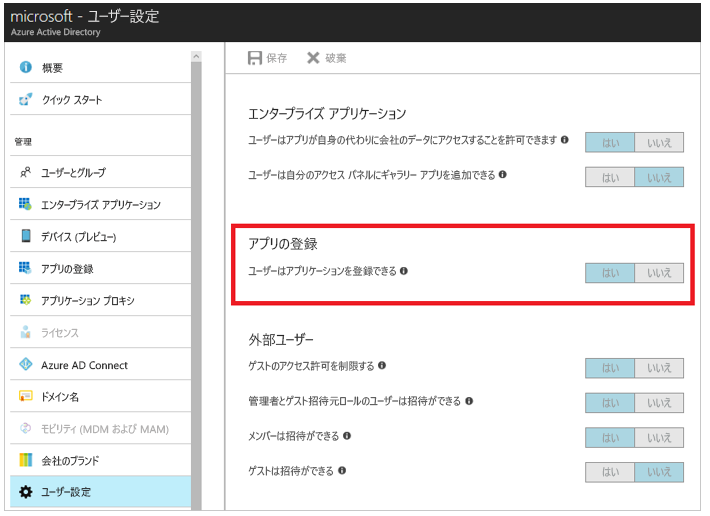 microsoft - ユーザー設定
Azure Active Directory
概要
クイック スタート
管理
ユーザーとグループ
エンタープライズ アプリケーション
デバイス (プレビュー)
アプリの登録
アプリケーション プロキシ
ライセンス
Azure AD Connect
ドメイン名
モビリティ (MDM および MAM)
会社のブランド
ユーザー設定
保存 破棄
エンタープライズ アプリケーション
ユーザーはアプリが自身の代わりに会社のデータにアクセスすることを許可できます はい いいえ
ユーザーは自分のアクセス パネルにギャラリー アプリを追加できる はい いいえ
アプリの登録
ユーザーはアプリケーションを登録できる はい いいえ
外部ユーザー
ゲストのアクセス許可を制限する はい いいえ
管理者とゲスト招待元ロールのユーザーは招待ができる はい いいえ
メンバーは招待ができる はい いいえ
ゲストは招待ができる はい いいえ